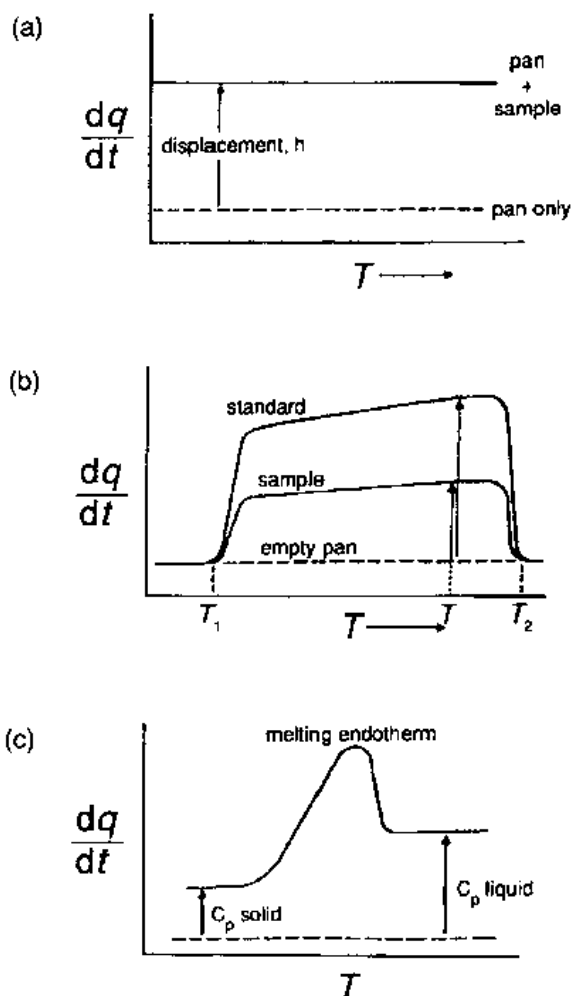 (a)
dq
dt
displacement, h
pan
+
sample
pan only
T
(b)
dq
dt
standard
sample
empty pan
T₁
T
T
T₂
(c)
dq
dt
melting endotherm
Cₚ solid
Cₚ liquid
T